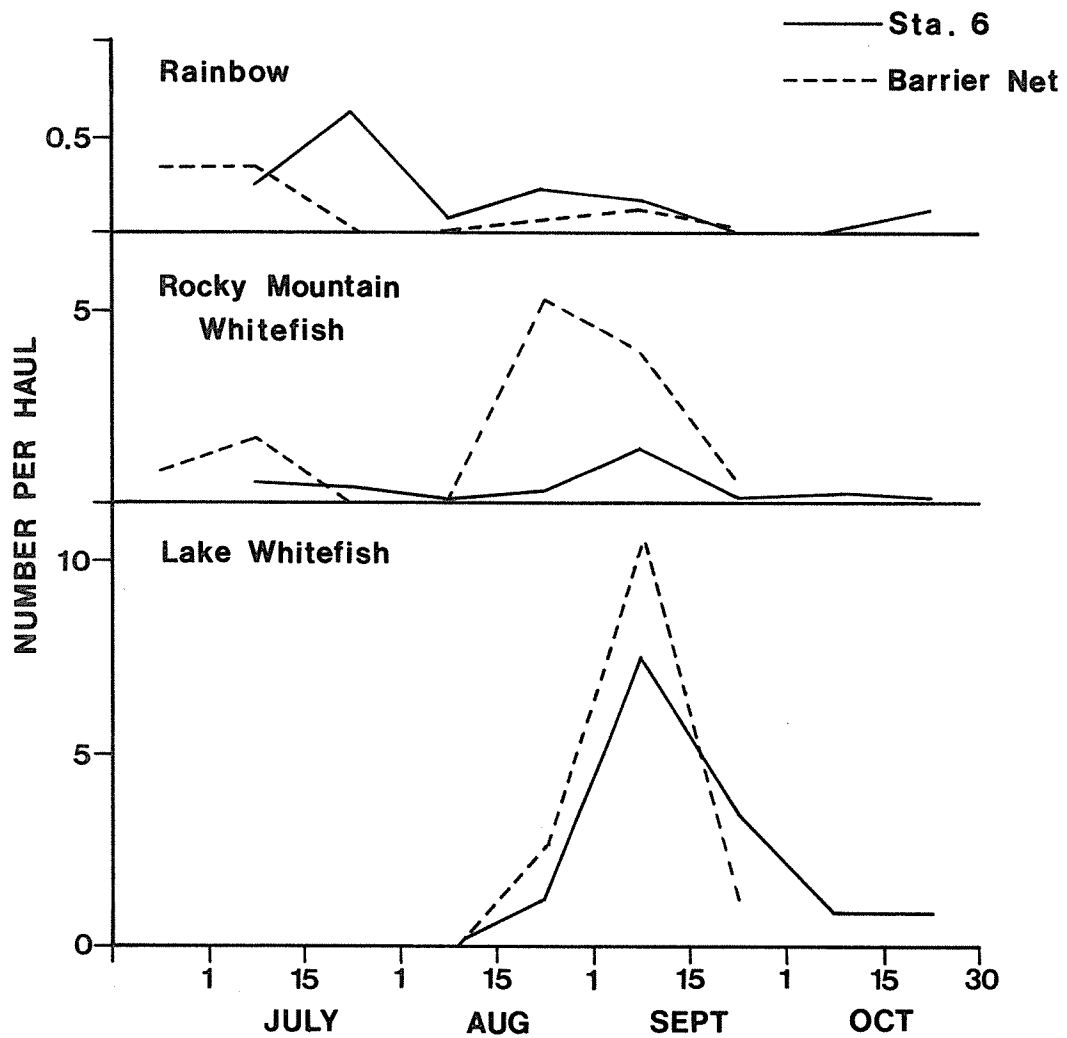 Sta. 6
Barrier Net
Rainbow
0.5
Rocky Mountain
Whitefish
5
NUMBER PER HAUL
Lake Whitefish
10
5
0
1 15 1 15 1 15 1 15 30
JULY AUG SEPT OCT